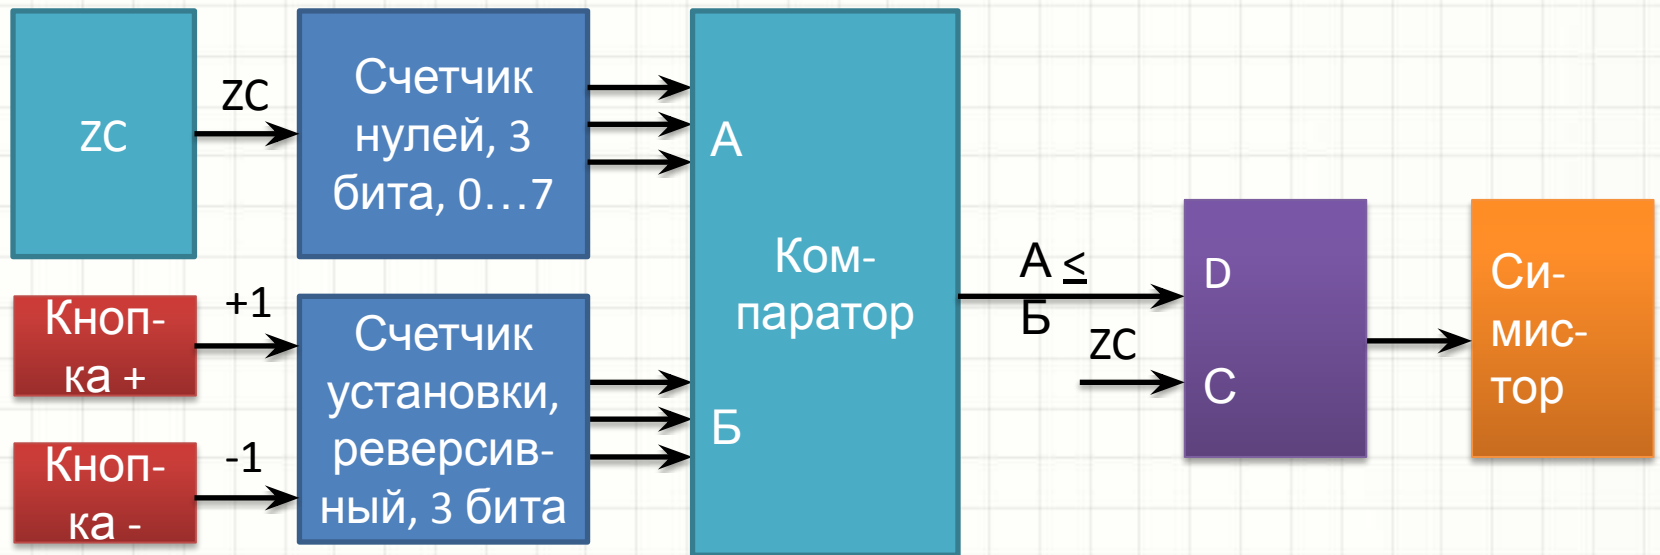 ZC
ZC
Счетчик
нулей, 3
бита, 0...7
А
Ком-
паратор
А ≤
Б
ZC
D
C
Си-
мис-
тор
Кноп-
ка +
+1
Счетчик
установки,
реверсив-
ный, 3 бита
Б
Кноп-
ка -
-1